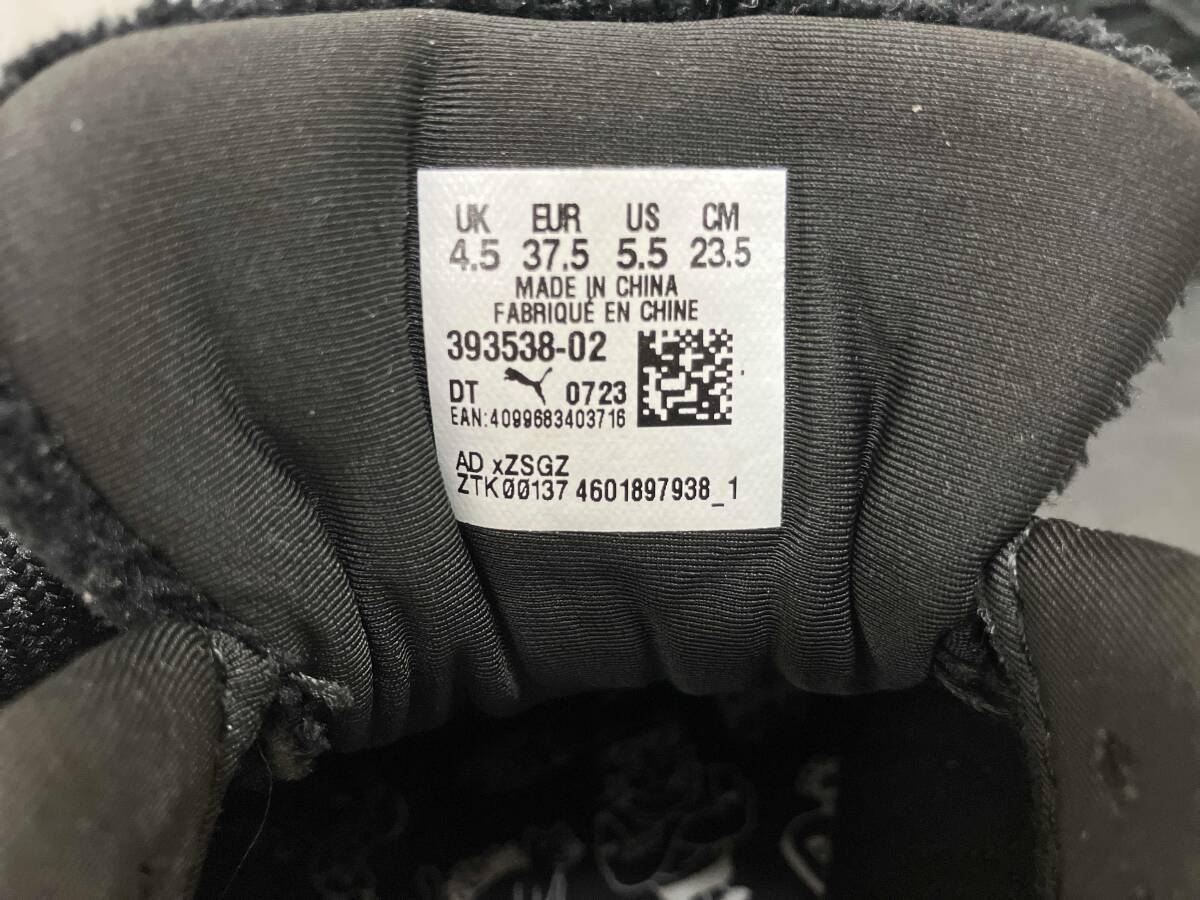 UK EUR US CM
4.5 37.5 5.5 23.5
MADE IN CHINA
FABRIQUÉ EN CHINE
393538-02
DT 0723
EAN:4099683403716
AD xZSGZ
ZTK00137 4601897938_1